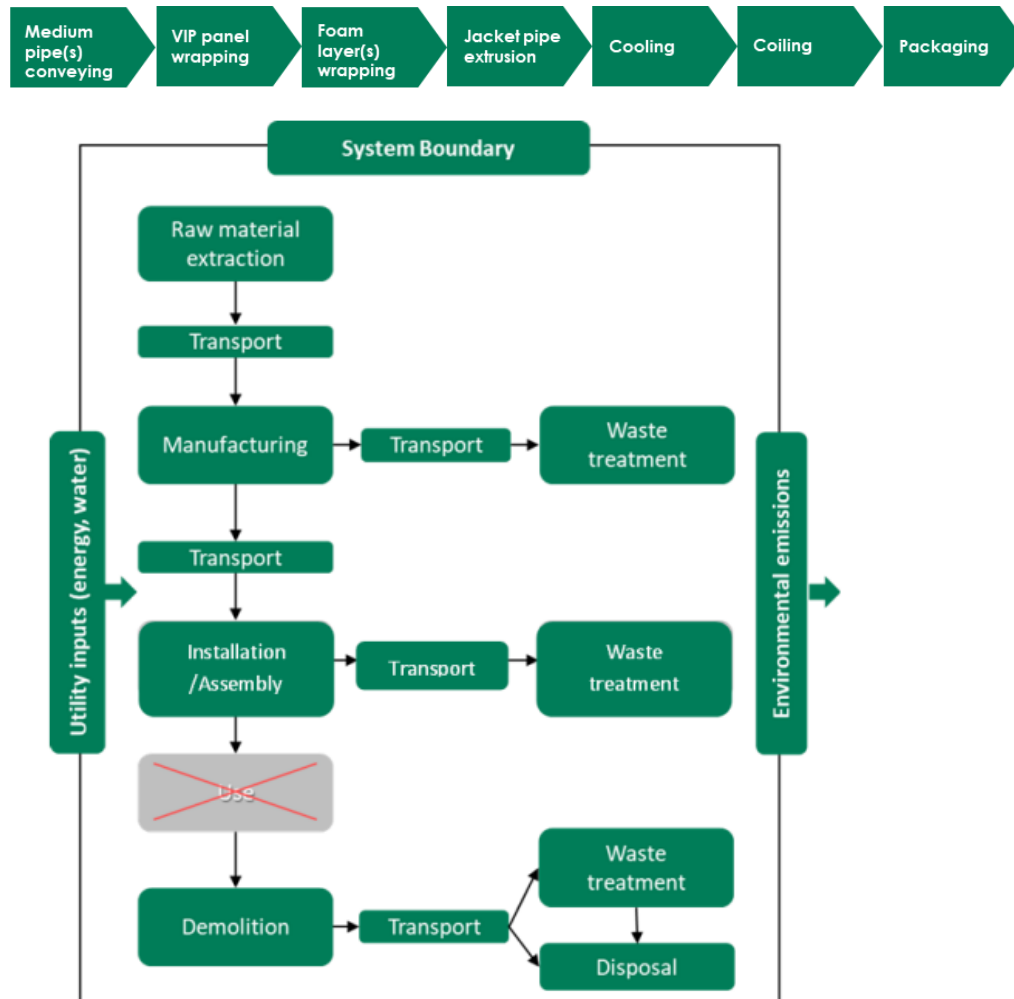 Medium
pipe(s)
conveying
VIP panel
wrapping
Foam
layer(s)
wrapping
Jacket pipe
extrusion
Cooling
Coiling
Packaging
System Boundary
Raw material
extraction
Transport
Manufacturing
Transport
Waste
treatment
Transport
Installation
/Assembly
Transport
Waste
treatment
Use
Demolition
Transport
Waste
treatment
Disposal
Utility inputs (energy, water)
Environmental emissions